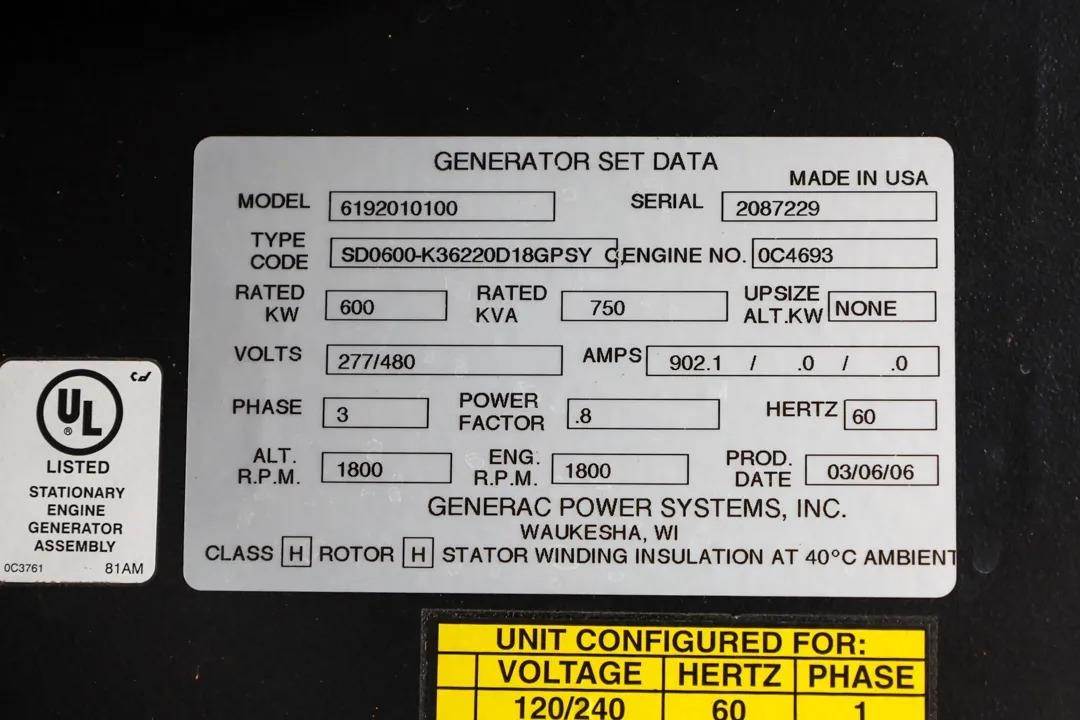 GENERATOR SET DATA
MADE IN USA
MODEL 6192010100 SERIAL 2087229
TYPE CODE SD0600-K36220D18GPSY ENGINE NO. 0C4693
RATED KW 600 RATED KVA 750 UPSIZE ALT.KW NONE
VOLTS 277/480 AMPS 902.1 / .0 / .0
PHASE 3 POWER FACTOR .8 HERTZ 60
ALT. R.P.M. 1800 ENG. R.P.M. 1800 PROD. DATE 03/06/06
GENERAC POWER SYSTEMS, INC.
WAUKESHA, WI
CLASS H ROTOR H STATOR WINDING INSULATION AT 40°C AMBIENT
UL
®
LISTED
STATIONARY
ENGINE
GENERATOR
ASSEMBLY
0C3761 81AM
UNIT CONFIGURED FOR:
VOLTAGE HERTZ PHASE
120/240 60 1